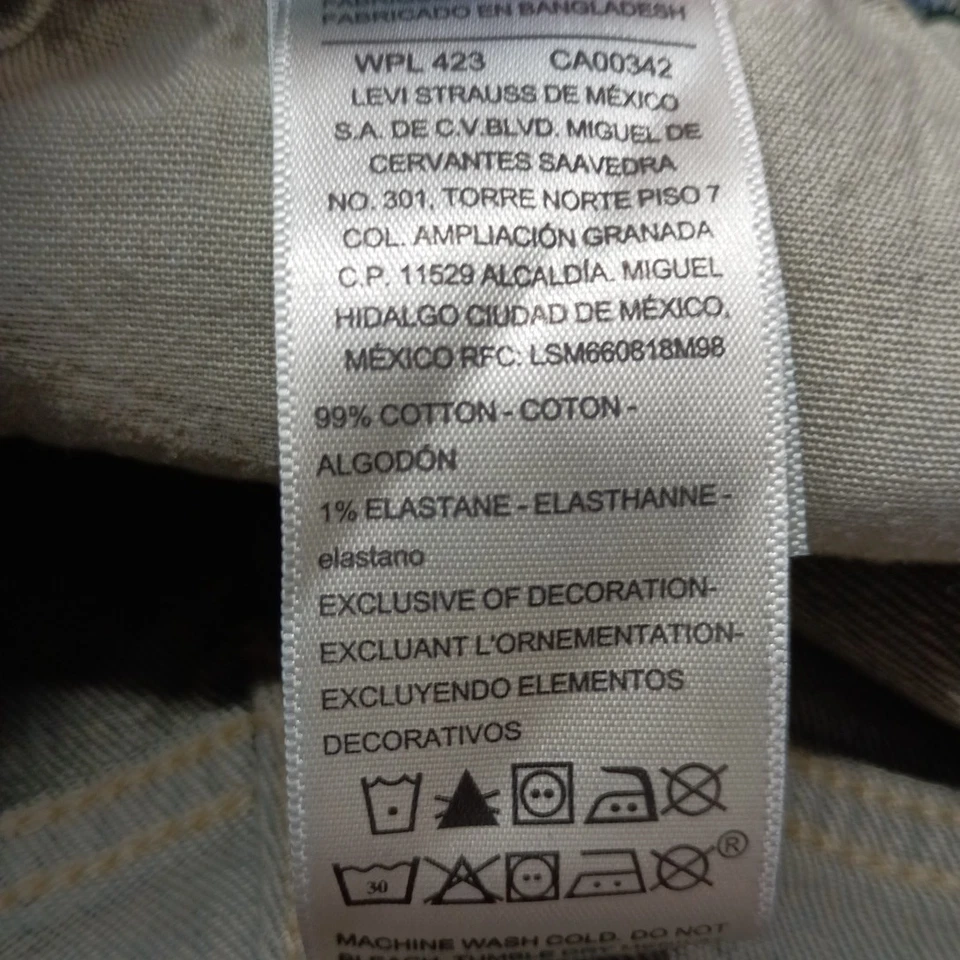 FABRICADO EN BANGLADESH
WPL 423 CA00342
LEVI STRAUSS DE MÉXICO
S.A. DE C.V.BLVD. MIGUEL DE
CERVANTES SAAVEDRA
NO. 301, TORRE NORTE PISO 7
COL. AMPLIACIÓN GRANADA
C.P. 11529 ALCALDÍA. MIGUEL
HIDALGO CIUDAD DE MÉXICO,
MÉXICO RFC: LSM660818M98
99% COTTON - COTON -
ALGODÓN
1% ELASTANE - ELASTHANNE -
elastano
EXCLUSIVE OF DECORATION-
EXCLUANT L'ORNEMENTATION-
EXCLUYENDO ELEMENTOS
DECORATIVOS
®
30
MACHINE WASH COLD. DO NOT